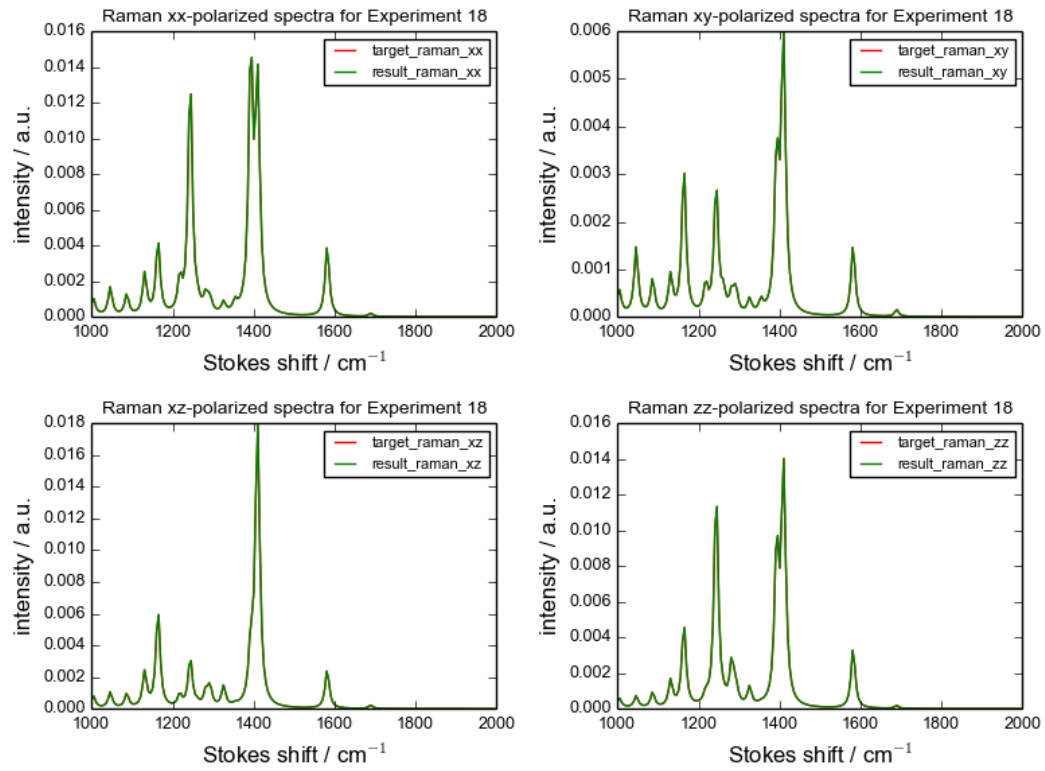 Raman xx-polarized spectra for Experiment 18
0.016
0.014
0.012
0.010
0.008
0.006
0.004
0.002
0.000
intensity / a.u.
target_raman_xx
result_raman_xx
1000
1200
1400
1600
1800
2000
Stokes shift / cm⁻¹
Raman xy-polarized spectra for Experiment 18
0.006
0.005
0.004
0.003
0.002
0.001
0.000
intensity / a.u.
target_raman_xy
result_raman_xy
1000
1200
1400
1600
1800
2000
Stokes shift / cm⁻¹
Raman xz-polarized spectra for Experiment 18
0.018
0.016
0.014
0.012
0.010
0.008
0.006
0.004
0.002
0.000
intensity / a.u.
target_raman_xz
result_raman_xz
1000
1200
1400
1600
1800
2000
Stokes shift / cm⁻¹
Raman zz-polarized spectra for Experiment 18
0.016
0.014
0.012
0.010
0.008
0.006
0.004
0.002
0.000
intensity / a.u.
target_raman_zz
result_raman_zz
1000
1200
1400
1600
1800
2000
Stokes shift / cm⁻¹